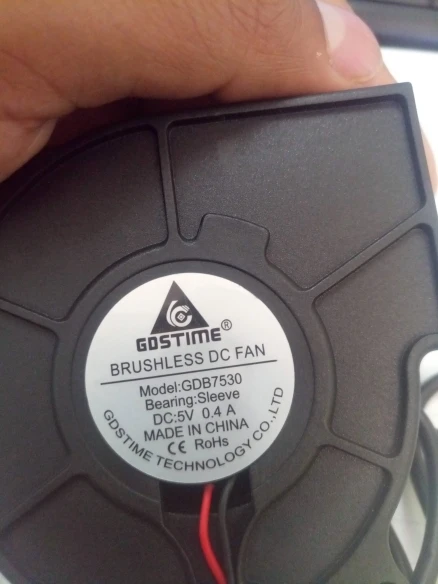 GDSTIME®
BRUSHLESS DC FAN
Model:GDB7530
Bearing:Sleeve
DC:5V 0.4 A
MADE IN CHINA
CE RoHs
GDSTIME TECHNOLOGY CO.,LTD